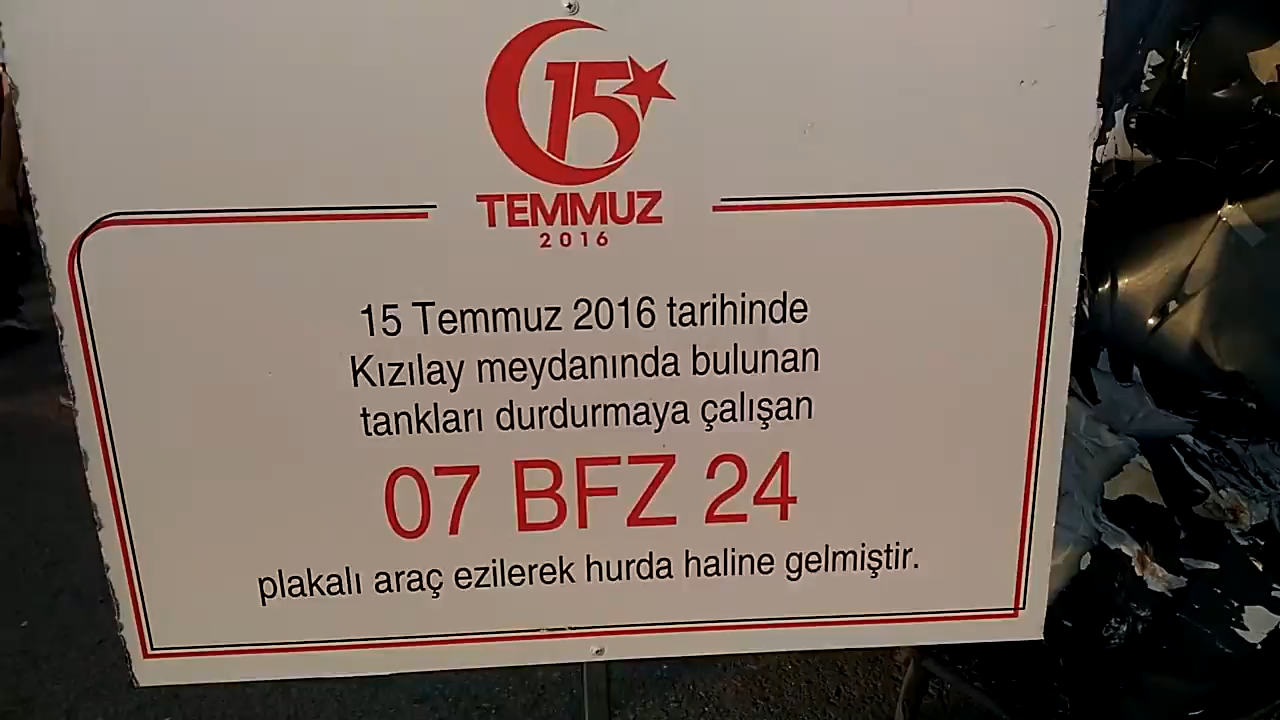 15
TEMMUZ
2016
15 Temmuz 2016 tarihinde
Kızılay meydanında bulunan
tankları durdurmaya çalışan
07 BFZ 24
plakalı araç ezilerek hurda haline gelmiştir.